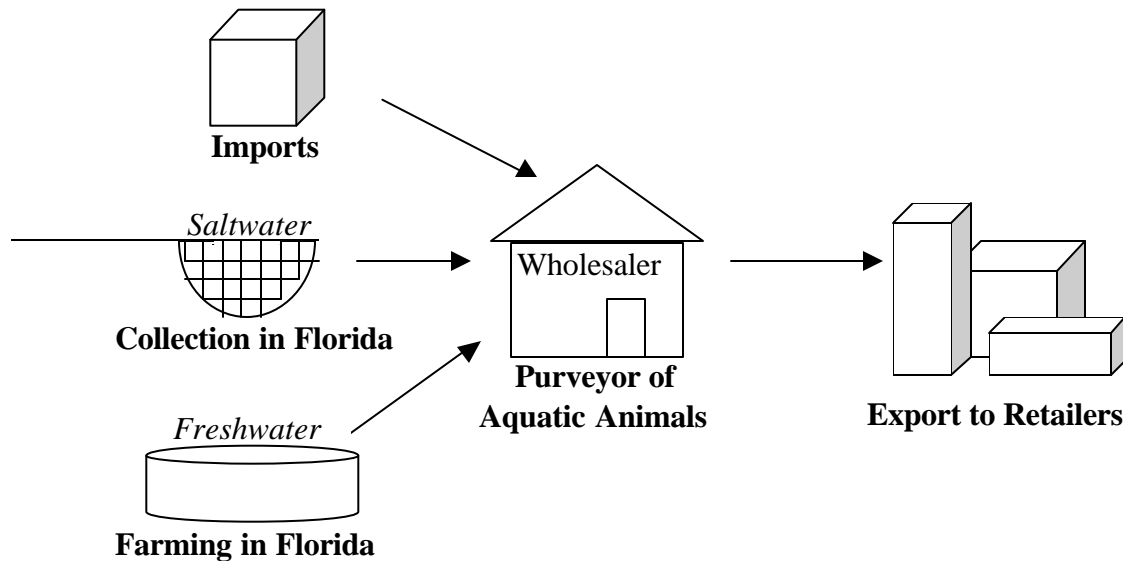 Imports
Saltwater
Collection in Florida
Freshwater
Farming in Florida
Wholesaler
Purveyor of
Aquatic Animals
Export to Retailers